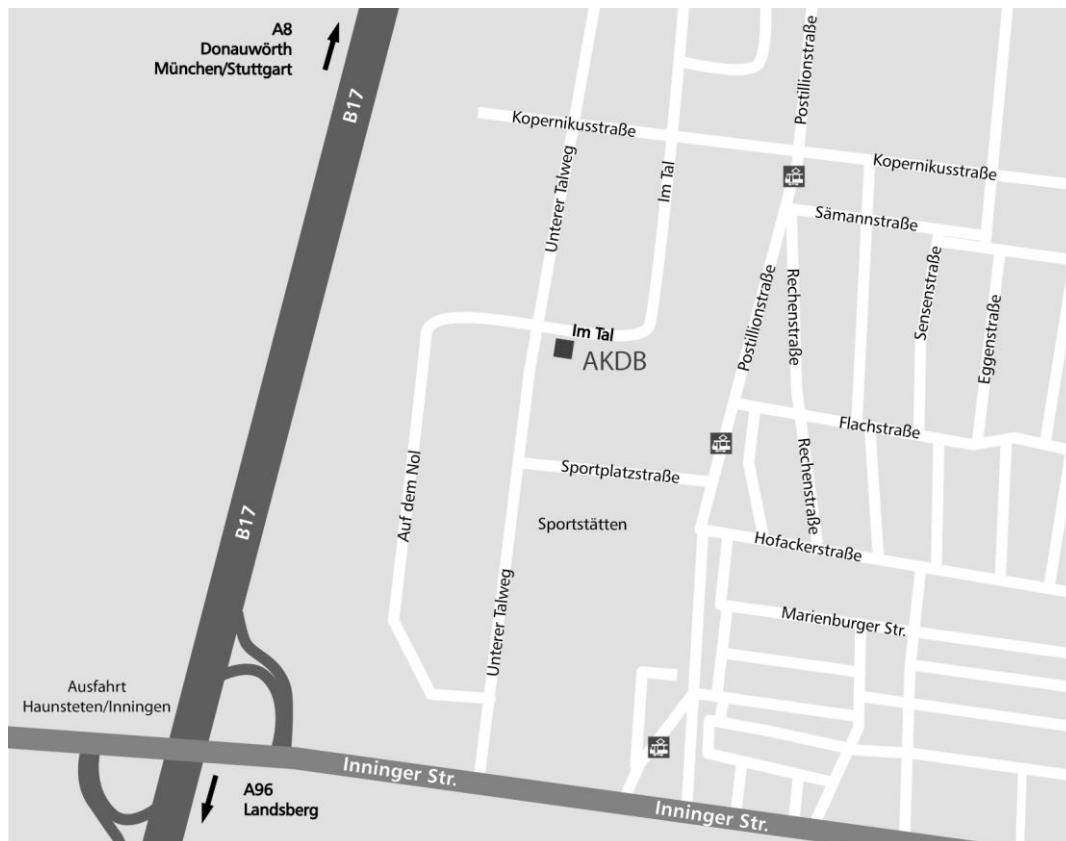 A8
Donauwörth
München/Stuttgart
B17
Postillionstraße
Kopernikusstraße
Kopernikusstraße
Unterer Talweg
Im Tal
Sämannstraße
Postillionstraße
Rechenstraße
Sensenstraße
Eggenstraße
Im Tal
AKDB
Flachstraße
Auf dem Nol
Sportplatzstraße
Rechenstraße
B17
Sportstätten
Hofackerstraße
Unterer Talweg
Marienburger Str.
Ausfahrt
Haunsteten/Inningen
Inninger Str.
A96
Landsberg
Inninger Str.